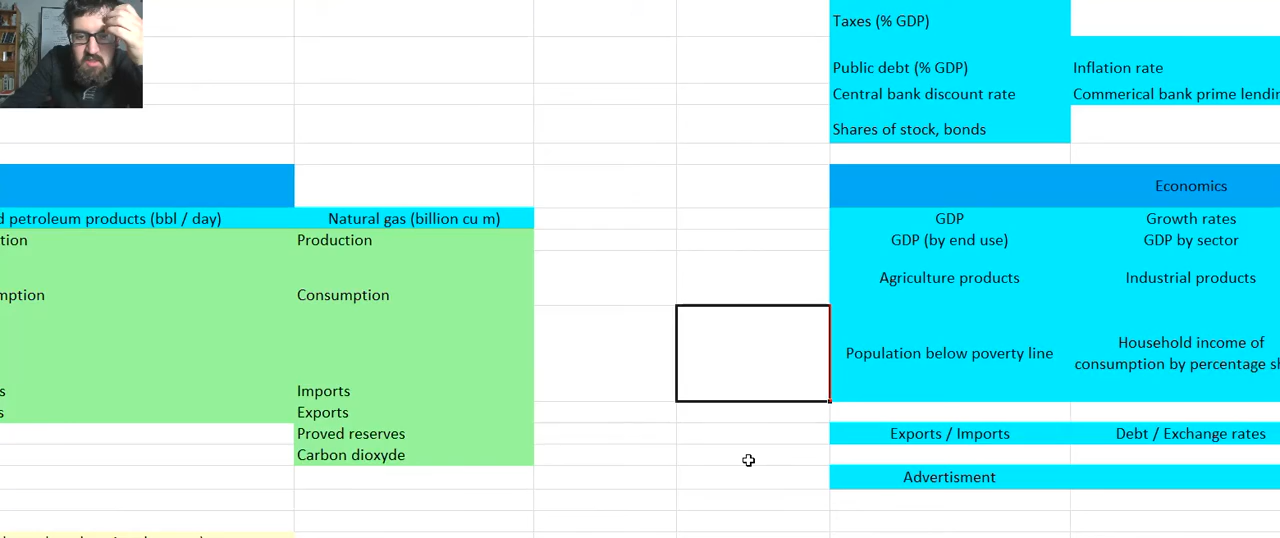 Taxes (% GDP)
Public debt (% GDP) Inflation rate
Central bank discount rate Commerical bank prime
Shares of stock, bonds
Economics
petroleum products (bbl / day) Natural gas (billion cu m) GDP Growth rates
Production GDP (by end use) GDP by sector
Agriculture products Industrial products
Consumption
Population below poverty line Household income of
consumption by percentage
Imports
Exports
Proved reserves Exports / Imports Debt / Exchange rates
Carbon dioxyde
Advertisment